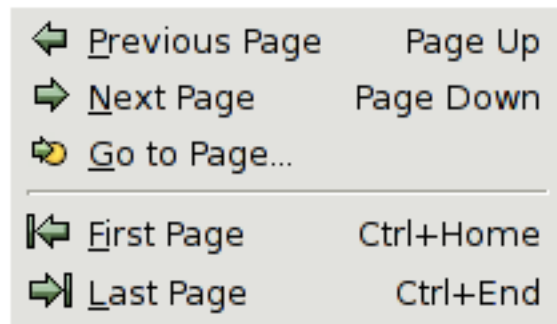 Previous Page Page Up
Next Page Page Down
Go to Page...
First Page Ctrl+Home
Last Page Ctrl+End